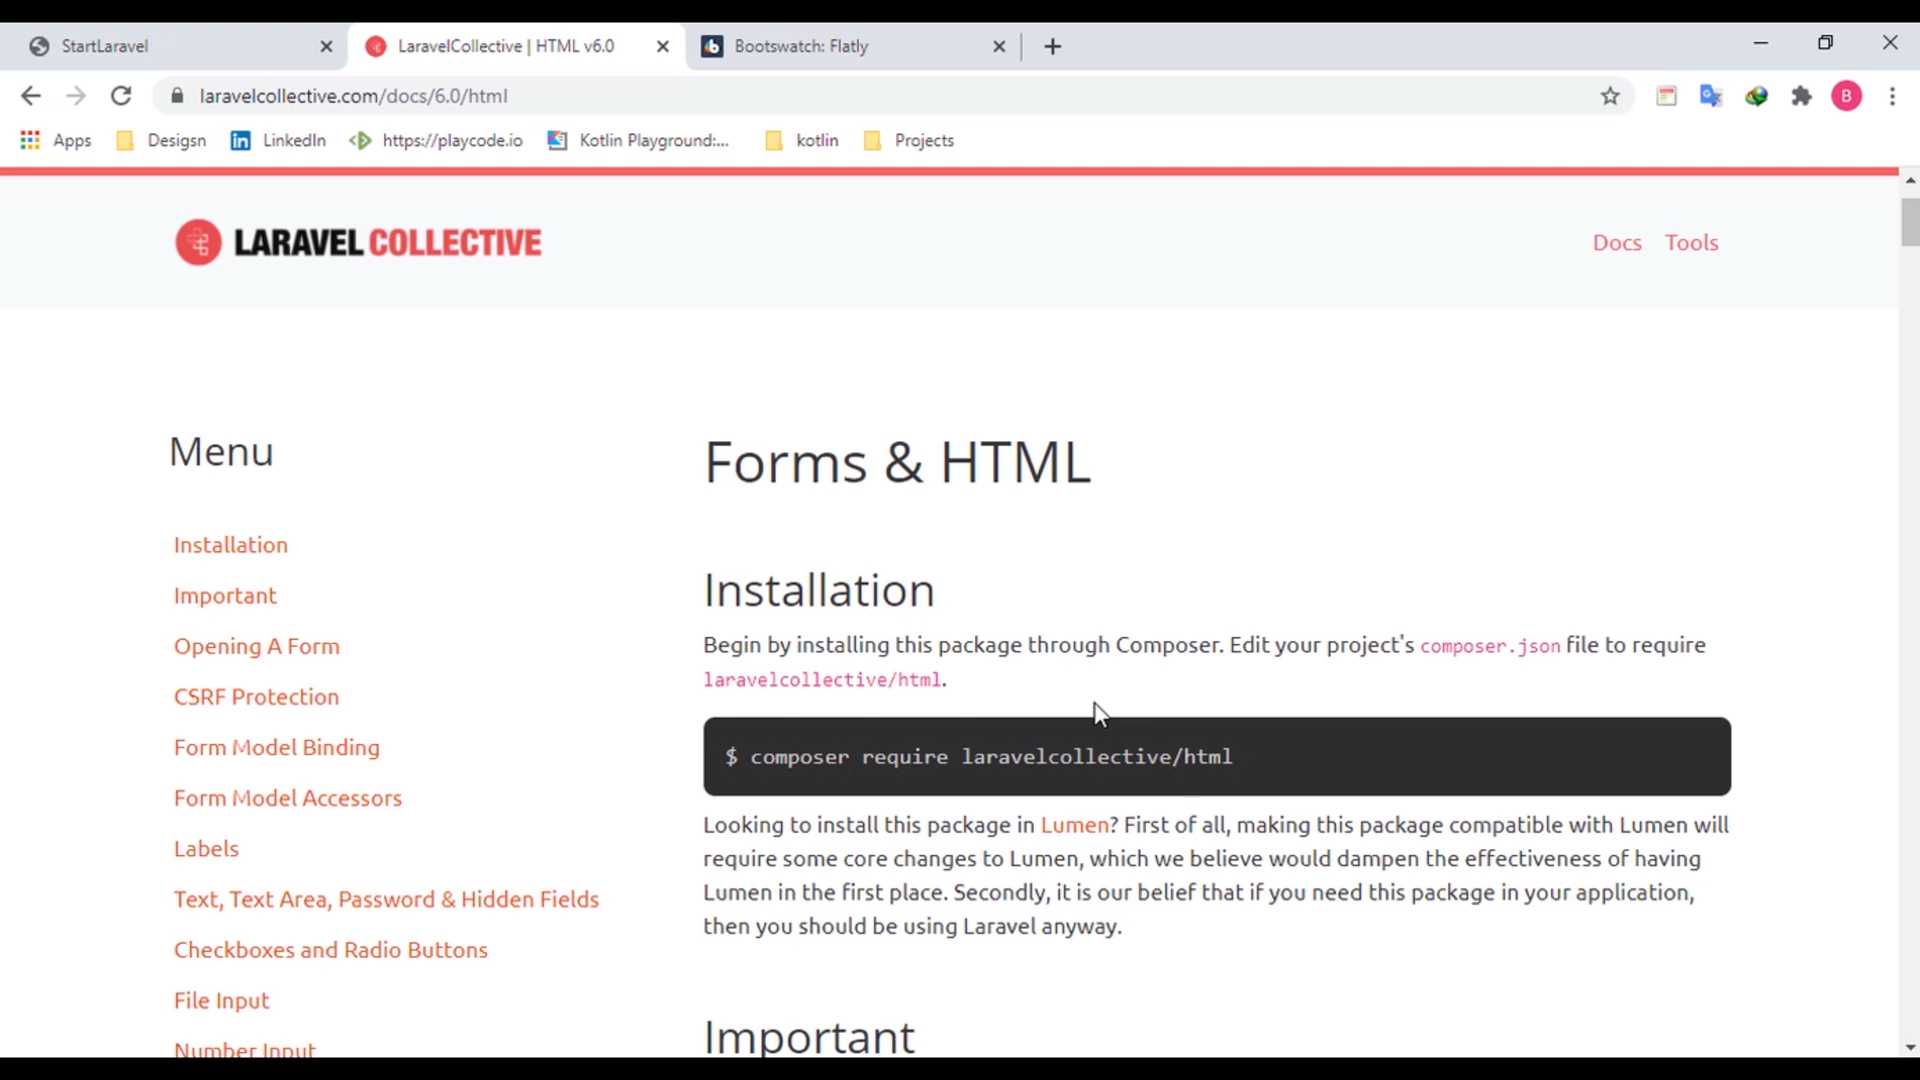 StartLaravel
LaravelCollective | HTML v6.0
Bootswatch: Flatly
laravelcollective.com/docs/6.0/html
B
Apps
Desigsn
LinkedIn
https://playcode.io
Kotlin Playground:...
kotlin
Projects
LARAVEL COLLECTIVE
Docs
Tools
Menu
Installation
Important
Opening A Form
CSRF Protection
Form Model Binding
Form Model Accessors
Labels
Text, Text Area, Password & Hidden Fields
Checkboxes and Radio Buttons
File Input
Number Input
Forms & HTML
Installation
Begin by installing this package through Composer. Edit your project's composer.json file to require
laravelcollective/html.
$ composer require laravelcollective/html
Looking to install this package in Lumen? First of all, making this package compatible with Lumen will
require some core changes to Lumen, which we believe would dampen the effectiveness of having
Lumen in the first place. Secondly, it is our belief that if you need this package in your application,
then you should be using Laravel anyway.
Important